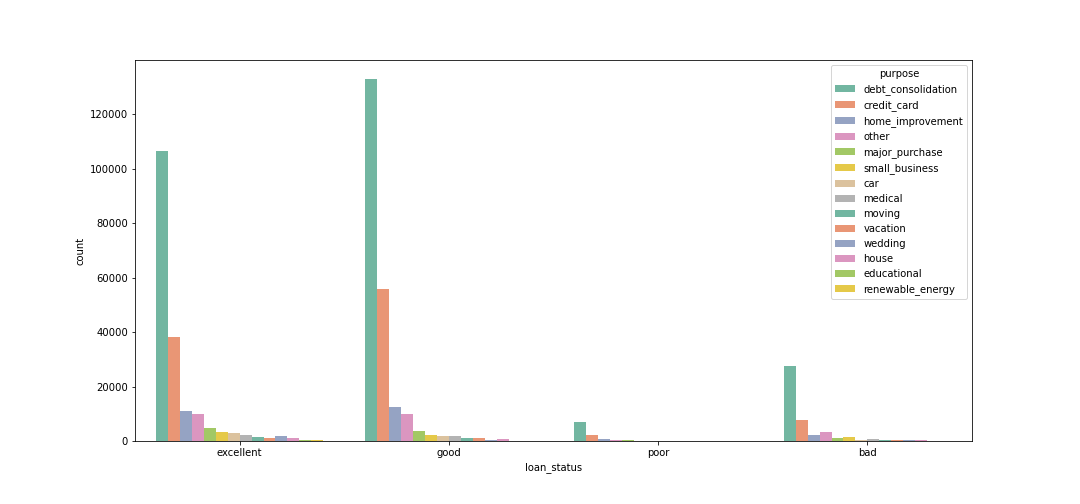 purpose
debt_consolidation
credit_card
home_improvement
other
major_purchase
small_business
car
medical
moving
vacation
wedding
house
educational
renewable_energy
120000
100000
80000
60000
40000
20000
0
count
excellent good poor bad
loan_status